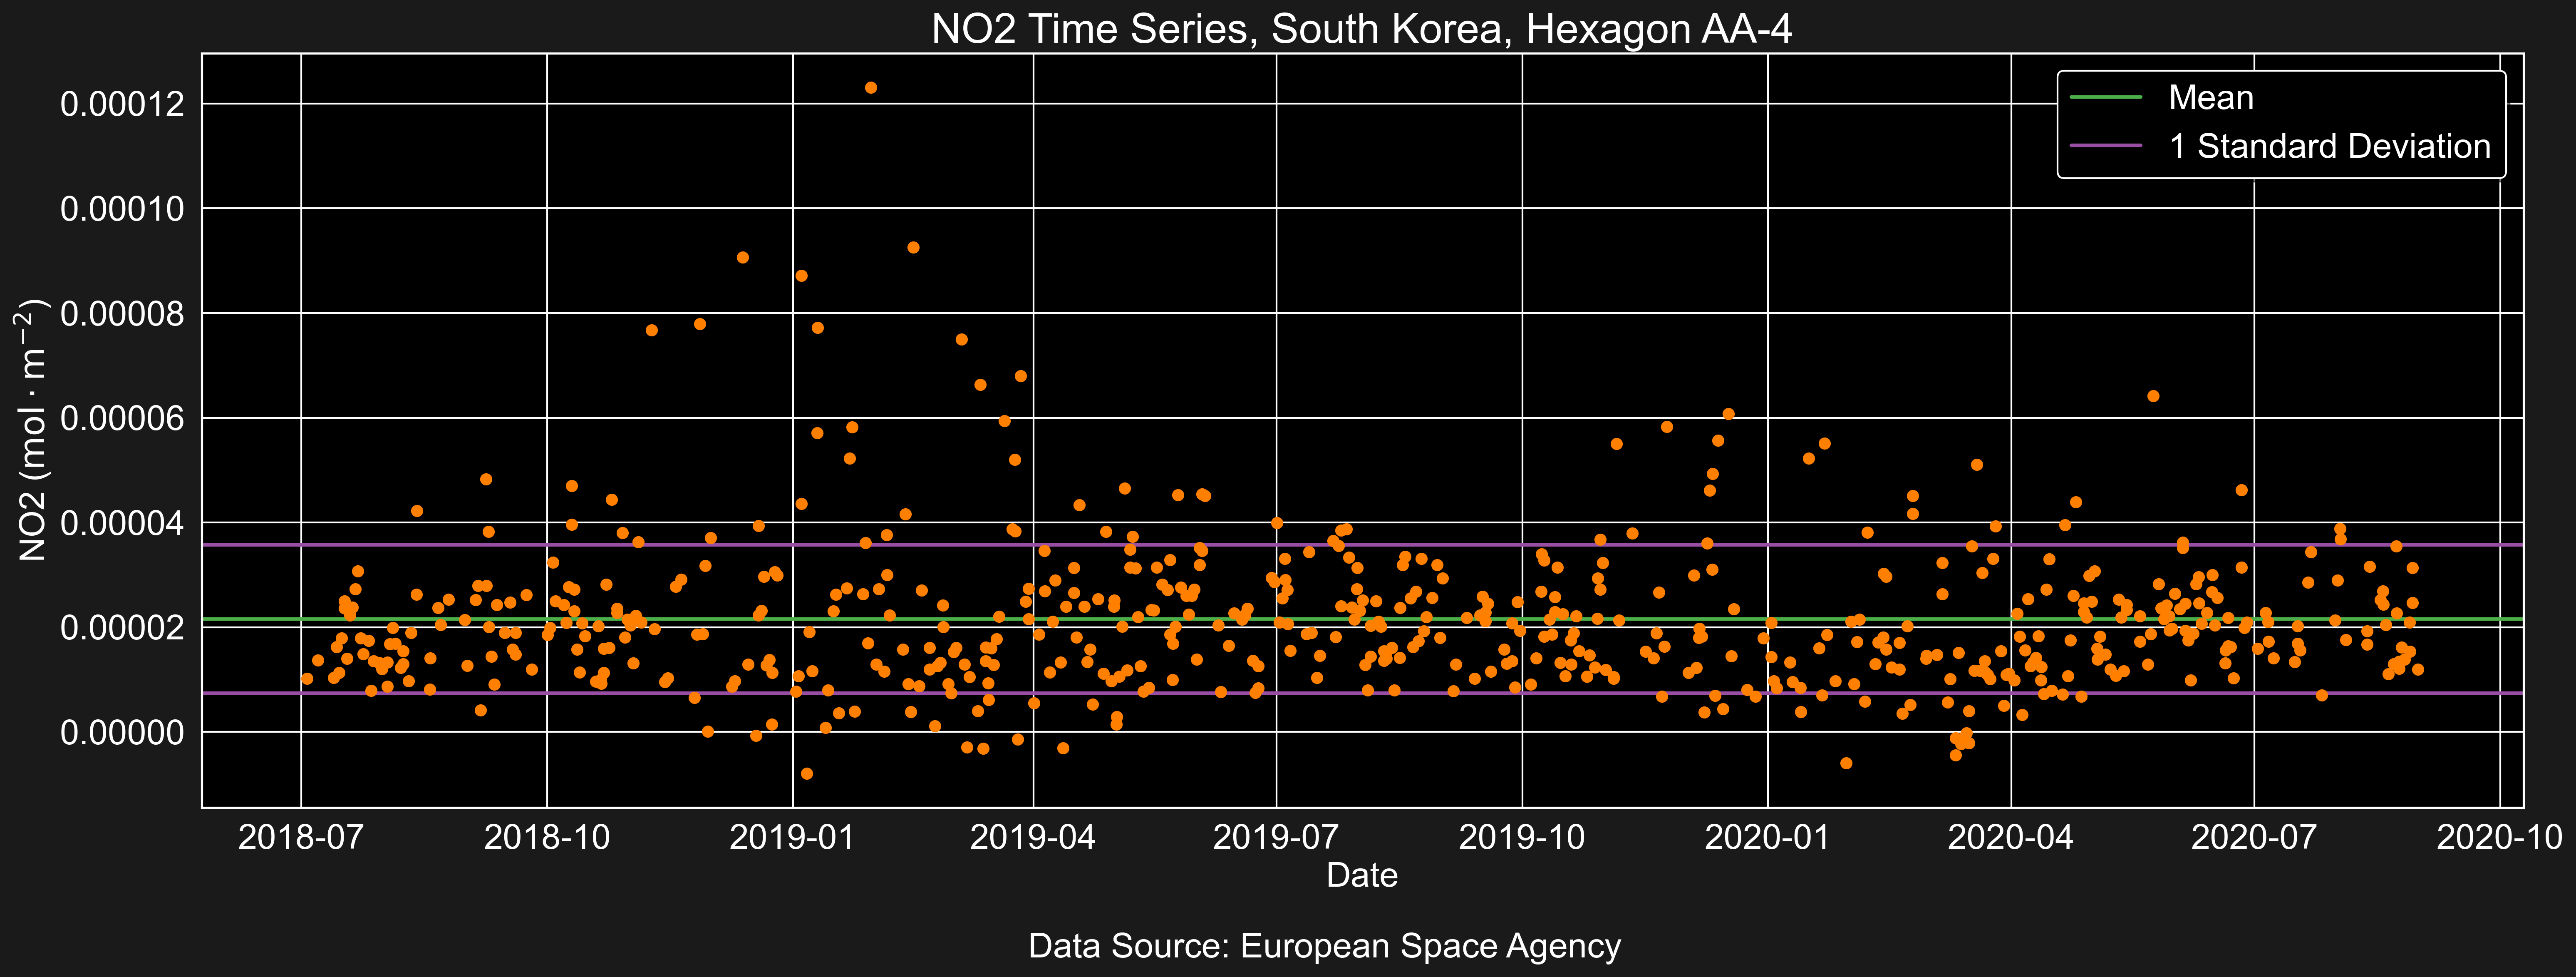 NO2 Time Series, South Korea, Hexagon AA-4
Mean
1 Standard Deviation
NO2 (mol · m⁻²)
0.00012
0.00010
0.00008
0.00006
0.00004
0.00002
0.00000
2018-07 2018-10 2019-01 2019-04 2019-07 2019-10 2020-01 2020-04 2020-07 2020-10
Date
Data Source: European Space Agency